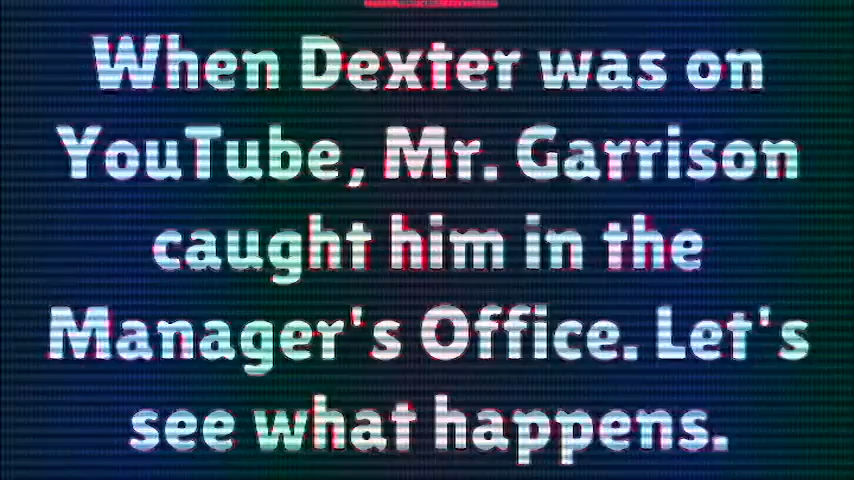 When Dexter was on
YouTube, Mr. Garrison
caught him in the
Manager's Office. Let's
see what happens.